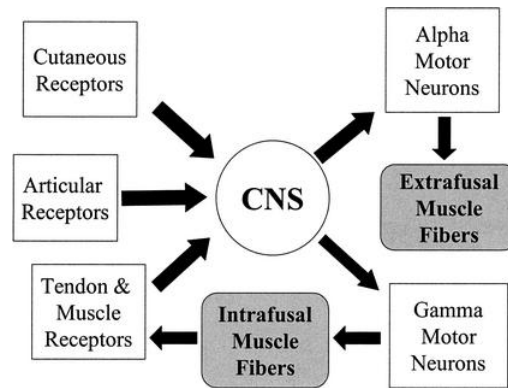 Cutaneous
Receptors
Articular
Receptors
Tendon &
Muscle
Receptors
CNS
Alpha
Motor
Neurons
Extrafusal
Muscle
Fibers
Intrafusal
Muscle
Fibers
Gamma
Motor
Neurons